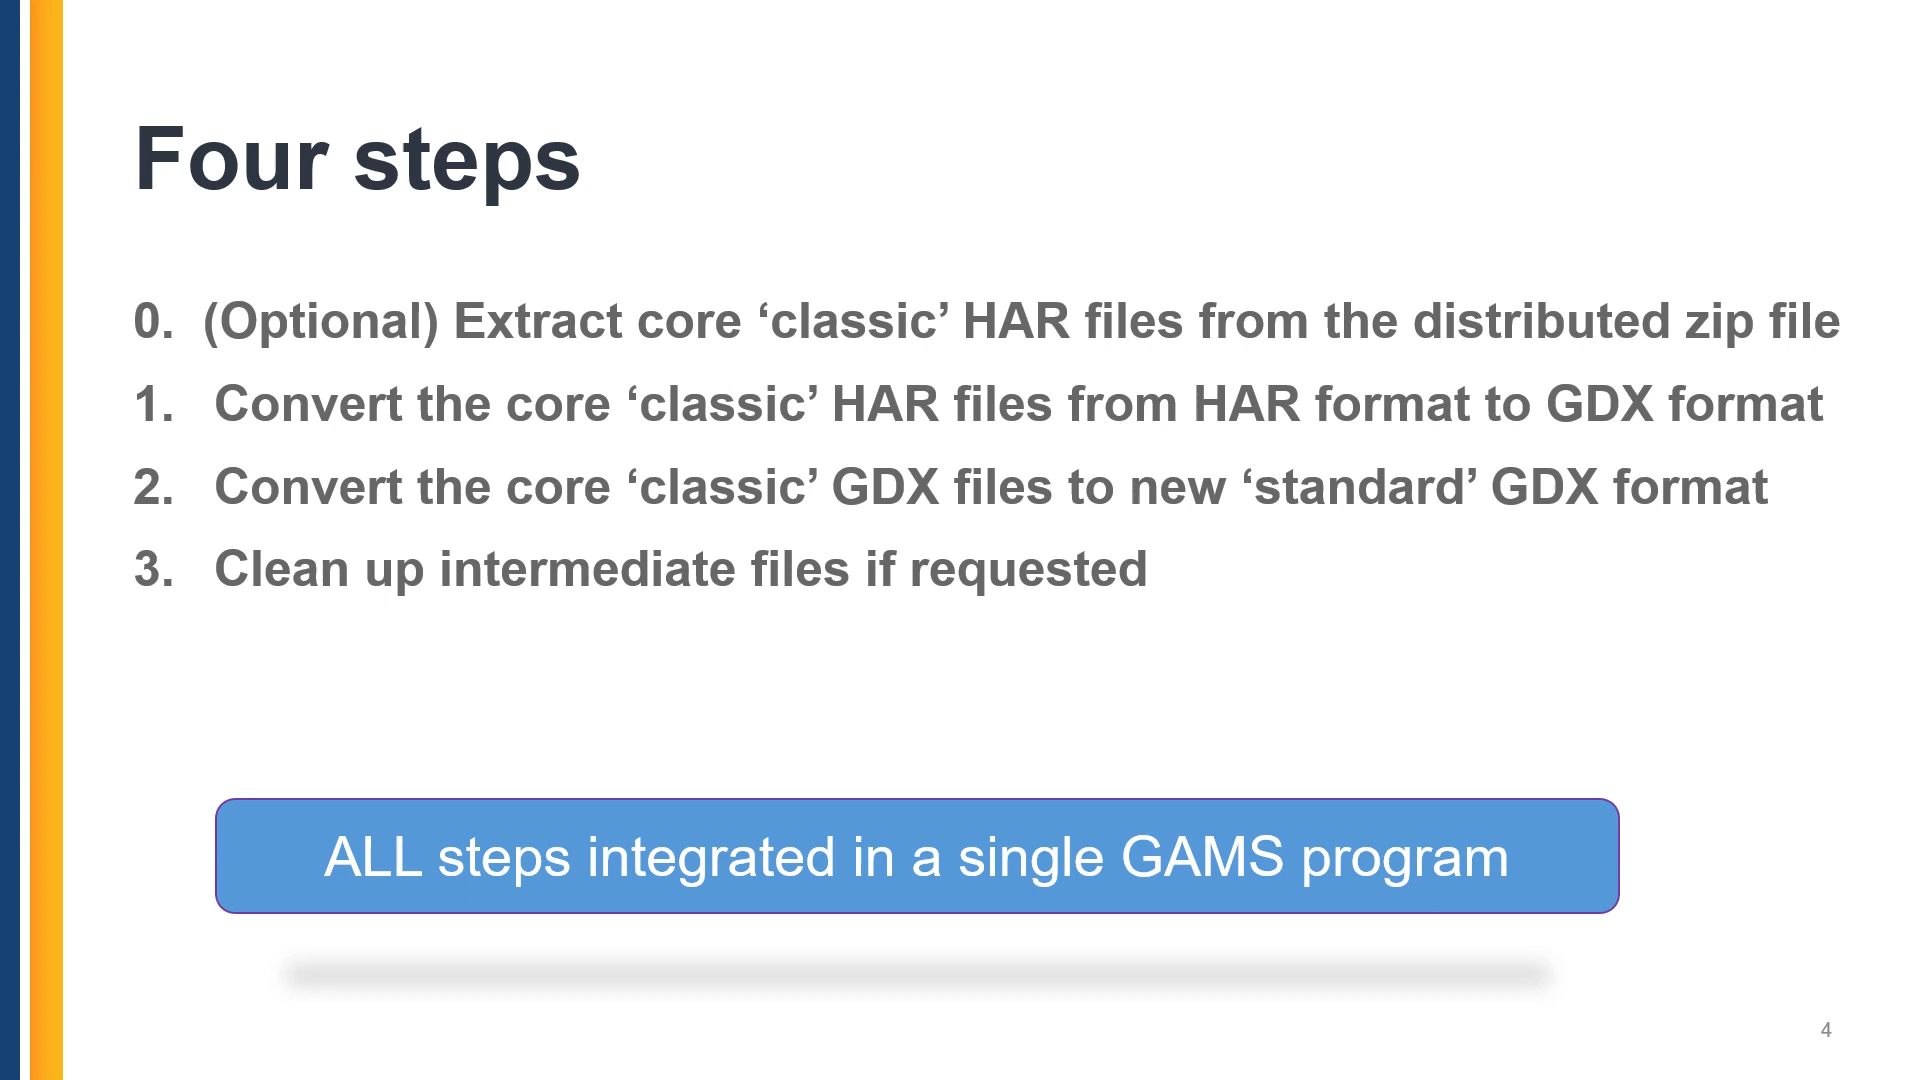 Four steps
0. (Optional) Extract core ‘classic’ HAR files from the distributed zip file
1. Convert the core ‘classic’ HAR files from HAR format to GDX format
2. Convert the core ‘classic’ GDX files to new ‘standard’ GDX format
3. Clean up intermediate files if requested
ALL steps integrated in a single GAMS program
4